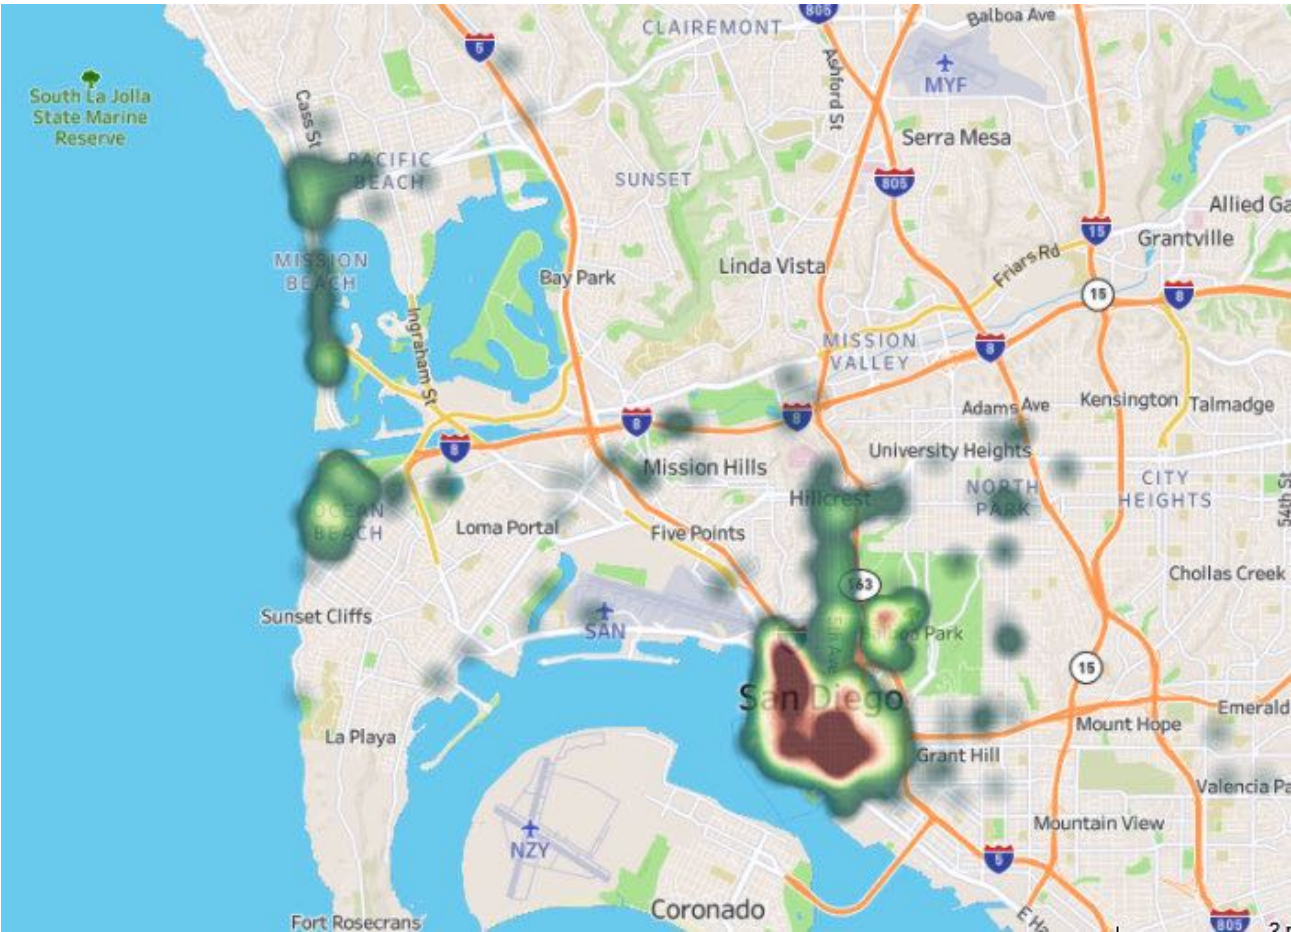 805
Balboa Ave
CLAIREMONT
5
Ashford St
MYF
South La Jolla
State Marine
Reserve
Cass St
Serra Mesa
PACIFIC
BEACH
SUNSET
805
Allied Ga
15
Grantville
Friars Rd
MISSION
BEACH
Bay Park
Linda Vista
15
8
Ingraham St
MISSION
VALLEY
8
Adams Ave
Kensington
Talmadge
8
8
8
University Heights
Mission Hills
CITY
HEIGHTS
NORTH
PARK
Hillcrest
54th St
OCEAN
BEACH
Loma Portal
Five Points
Chollas Creek
163
Sunset Cliffs
SAN
Balboa Park
15
San Diego
Emerald
La Playa
Mount Hope
Grant Hill
Valencia Pa
Mountain View
NZY
5
Coronado
Fort Rosecrans
E Ha
805